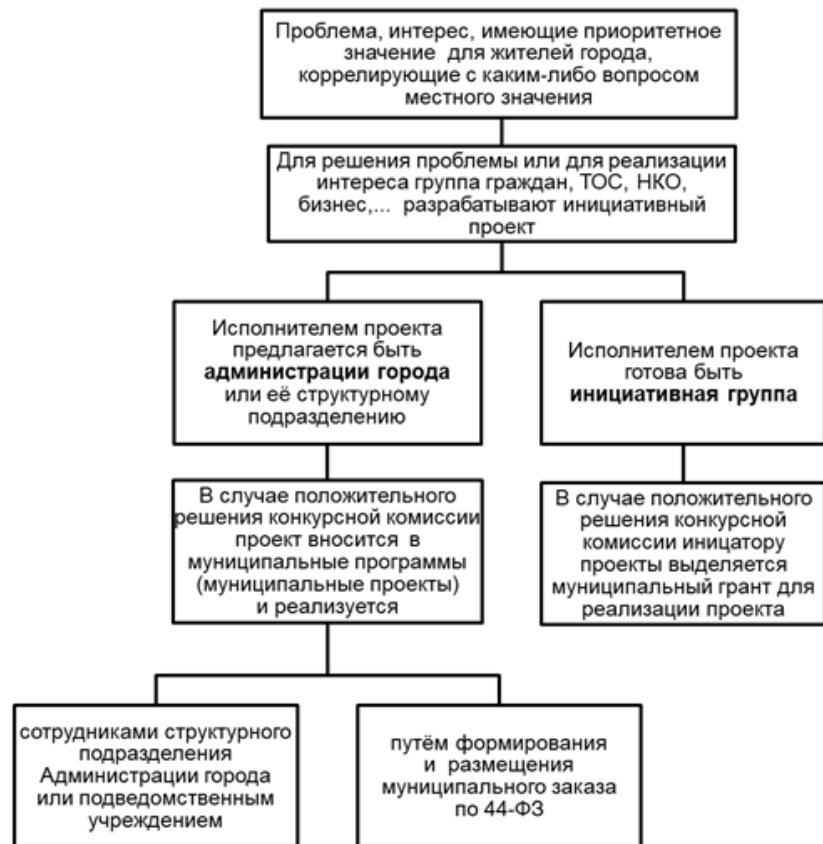 Проблема, интерес, имеющие приоритетное
значение для жителей города,
коррелирующие с каким-либо вопросом
местного значения
Для решения проблемы или для реализации
интереса группа граждан, ТОС, НКО,
бизнес,... разрабатывают инициативный
проект
Исполнителем проекта
предлагается быть
администрации города
или её структурному
подразделению
Исполнителем проекта
готова быть
инициативная группа
В случае положительного
решения конкурсной комиссии
проект вносится в
муниципальные программы
(муниципальные проекты)
и реализуется
В случае положительного
решения конкурсной
комиссии иницатору
проекты выделяется
муниципальный грант для
реализации проекта
сотрудниками структурного
подразделения
Администрации города
или подведомственным
учреждением
путём формирования
и размещения
муниципального заказа
по 44-ФЗ